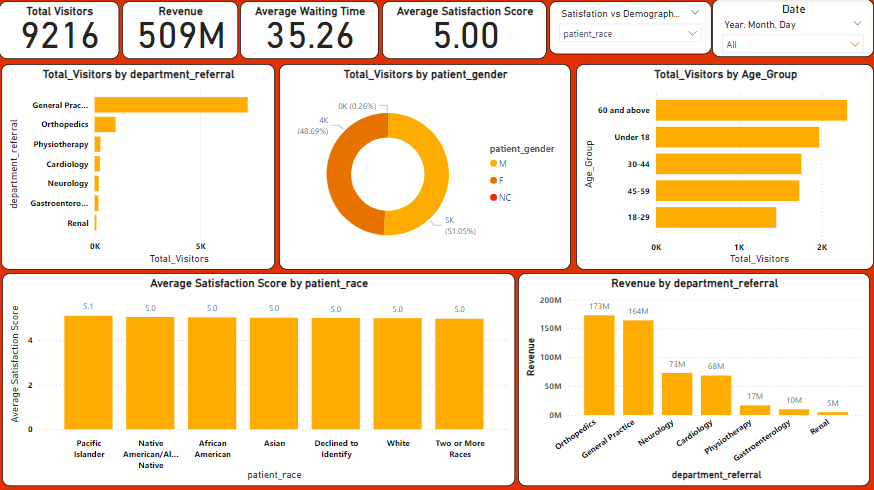 Total Visitors
9216
Revenue
509M
Average Waiting Time
35.26
Average Satisfaction Score
5.00
Satisfation vs Demograph...
patient_race
Date
Year, Month, Day
All
Total_Visitors by department_referral
department_referral
General Prac...
Orthopedics
Physiotherapy
Cardiology
Neurology
Gastroentero...
Renal
0K
5K
Total_Visitors
Total_Visitors by patient_gender
0K (0.26%)
4K
(48.69%)
5K
(51.05%)
patient_gender
M
F
NC
Total_Visitors by Age_Group
Age_Group
60 and above
Under 18
30-44
45-59
18-29
0K
1K
2K
Total_Visitors
Average Satisfaction Score by patient_race
Average Satisfaction Score
4
2
0
5.1
5.0
5.0
5.0
5.0
5.0
5.0
Pacific
Islander
Native
American/Al...
Native
African
American
Asian
Declined to
Identify
White
Two or More
Races
patient_race
Revenue by department_referral
Revenue
200M
150M
100M
50M
0M
173M
164M
73M
68M
17M
10M
5M
Orthopedics
General Practice
Neurology
Cardiology
Physiotherapy
Gastroenterology
Renal
department_referral